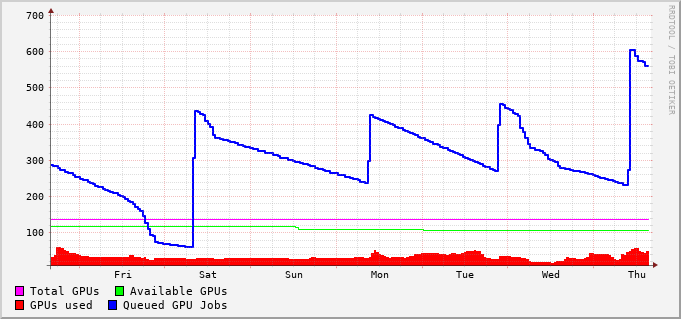 700
600
500
400
300
200
100
Fri Sat Sun Mon Tue Wed Thu
Total GPUs Available GPUs
GPUs used Queued GPU Jobs
RRDTOOL / TOBI OETIKER